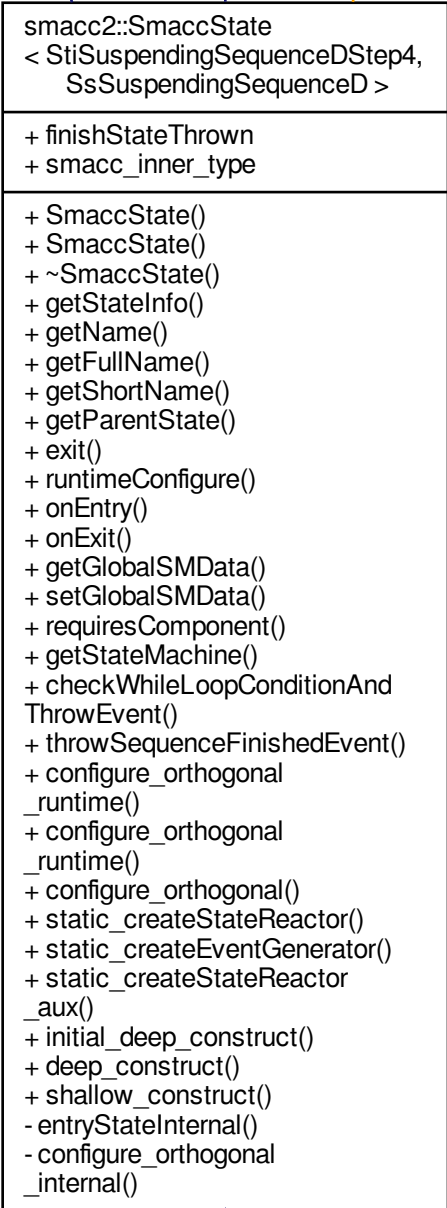 smacc2::SmaccState
< StiSuspendingSequenceDStep4,
SsSuspendingSequenceD >
+ finishStateThrown
+ smacc_inner_type
+ SmaccState()
+ SmaccState()
+ ~SmaccState()
+ getStateInfo()
+ getName()
+ getFullName()
+ getShortName()
+ getParentState()
+ exit()
+ runtimeConfigure()
+ onEntry()
+ onExit()
+ getGlobalSMData()
+ setGlobalSMData()
+ requiresComponent()
+ getStateMachine()
+ checkWhileLoopConditionAnd
ThrowEvent()
+ throwSequenceFinishedEvent()
+ configure_orthogonal
_runtime()
+ configure_orthogonal
_runtime()
+ configure_orthogonal()
+ static_createStateReactor()
+ static_createEventGenerator()
+ static_createStateReactor
_aux()
+ initial_deep_construct()
+ deep_construct()
+ shallow_construct()
- entryStateInternal()
- configure_orthogonal
_internal()